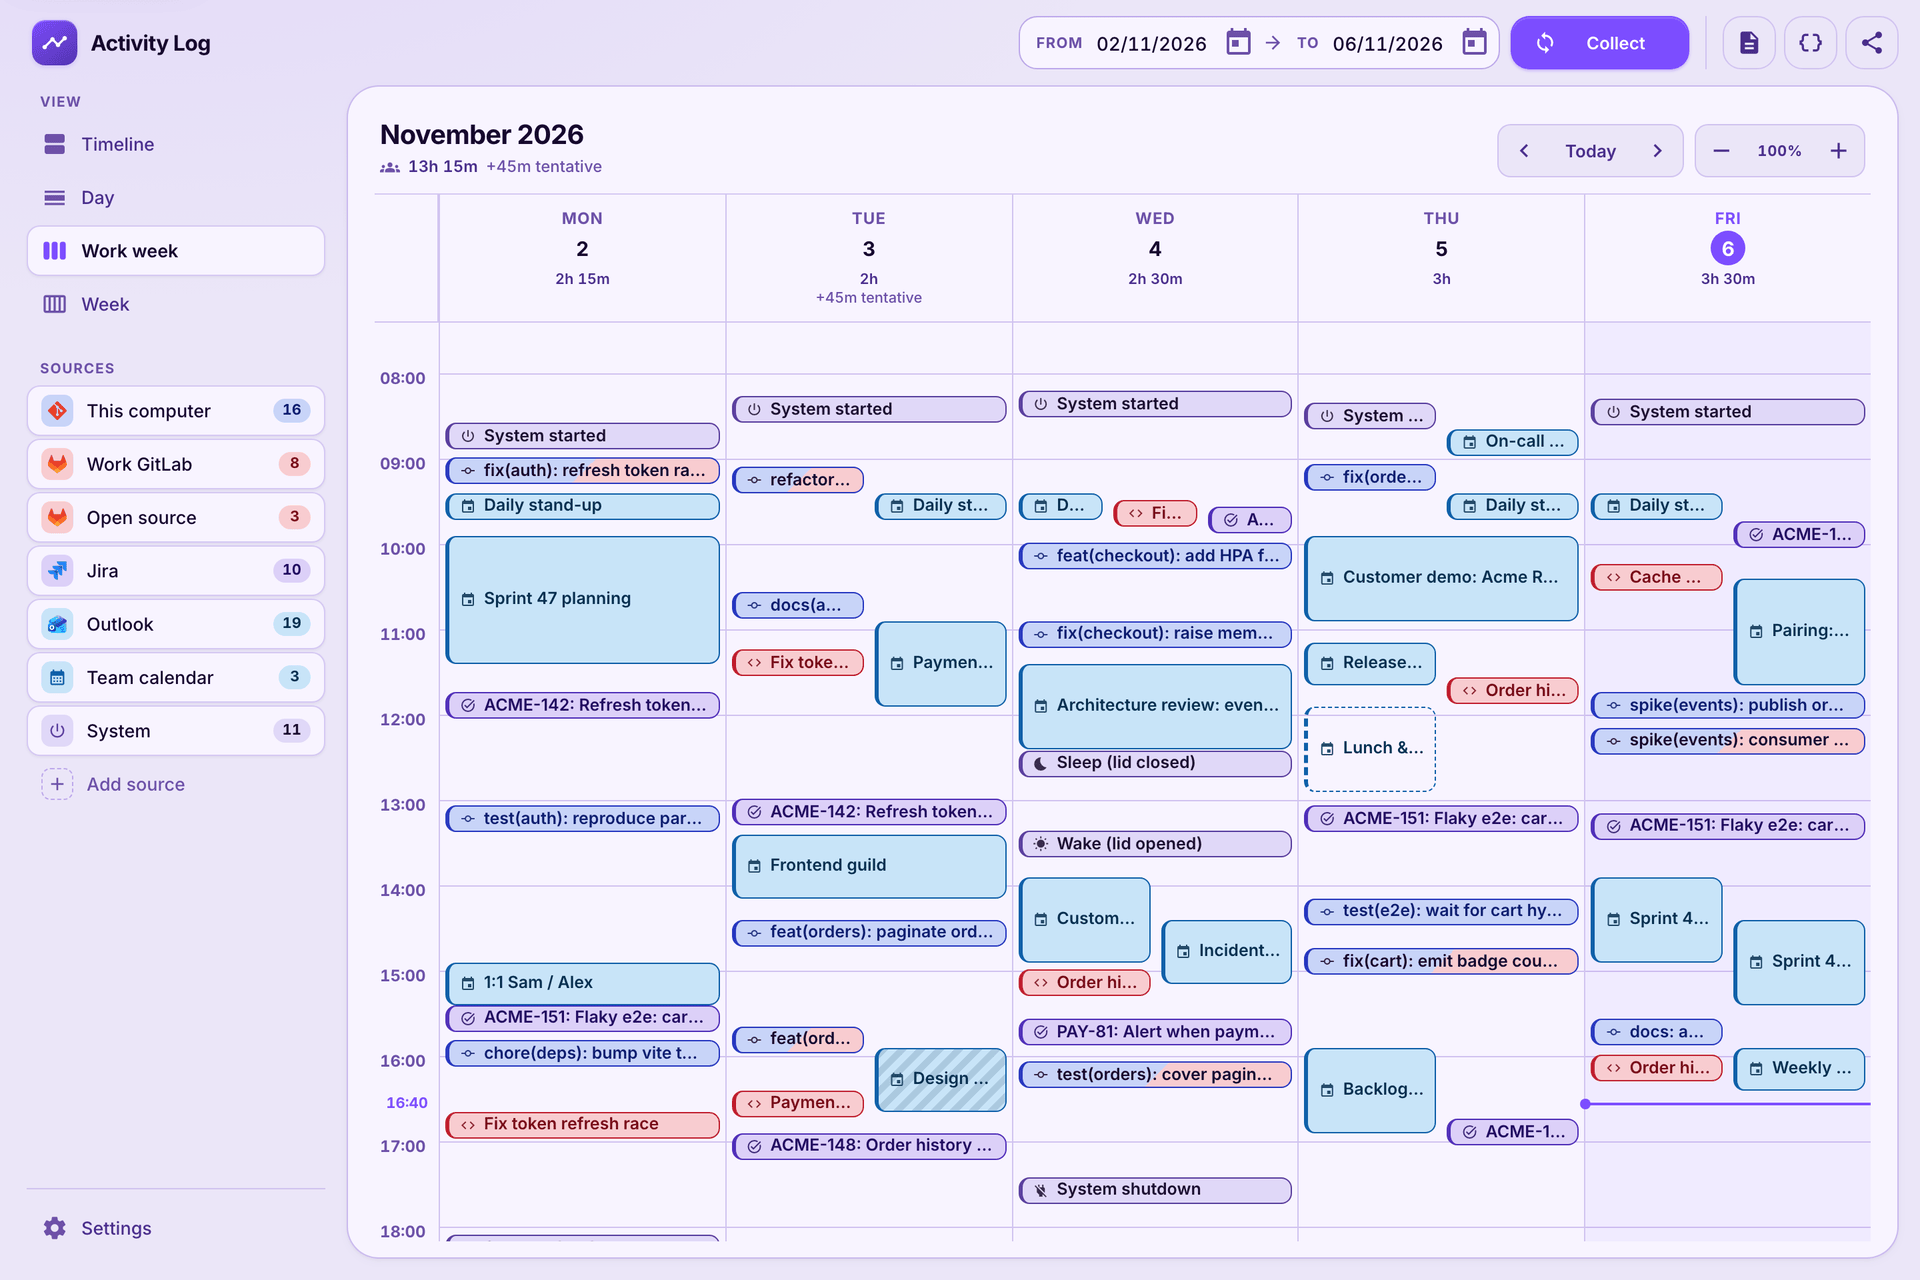 Activity Log
FROM 02/11/2026 → TO 06/11/2026
Collect
VIEW
Timeline
Day
Work week
Week
SOURCES
This computer 16
Work GitLab 8
Open source 3
Jira 10
Outlook 19
Team calendar 3
System 11
Add source
Settings
November 2026
13h 15m +45m tentative
Today
100%
MON
2
2h 15m
TUE
3
2h
+45m tentative
WED
4
2h 30m
THU
5
3h
FRI
6
3h 30m
08:00
09:00
10:00
11:00
12:00
13:00
14:00
15:00
16:00
16:40
17:00
18:00
System started
fix(auth): refresh token ra...
Daily stand-up
Sprint 47 planning
ACME-142: Refresh token...
test(auth): reproduce par...
1:1 Sam / Alex
ACME-151: Flaky e2e: car...
chore(deps): bump vite t...
Fix token refresh race
System started
refactor...
Daily st...
docs(a...
Fix toke...
Paymen...
ACME-142: Refresh token...
Frontend guild
feat(orders): paginate ord...
feat(ord...
Design ...
Paymen...
ACME-148: Order history ...
System started
D...
Fi...
A...
feat(checkout): add HPA f...
fix(checkout): raise mem...
Architecture review: even...
Sleep (lid closed)
Wake (lid opened)
Custom...
Incident...
Order hi...
PAY-81: Alert when paym...
test(orders): cover pagin...
System shutdown
System ...
On-call ...
fix(orde...
Daily st...
Customer demo: Acme R...
Release...
Order hi...
Lunch &...
ACME-151: Flaky e2e: car...
test(e2e): wait for cart hy...
fix(cart): emit badge cou...
Backlog...
ACME-1...
System started
Daily st...
ACME-1...
Cache ...
Pairing:...
spike(events): publish or...
spike(events): consumer ...
ACME-151: Flaky e2e: car...
Sprint 4...
Sprint 4...
docs: a...
Order hi...
Weekly ...